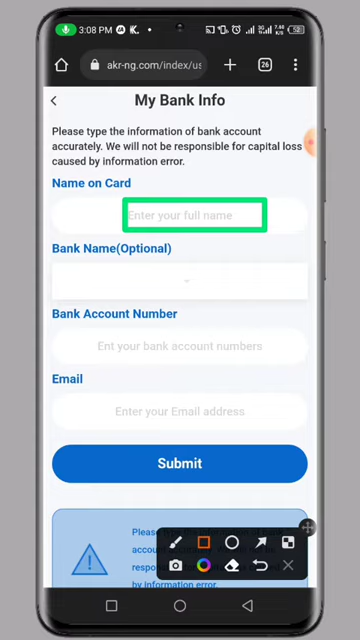 3:08 PM
akr-ng.com/index/us
26
My Bank Info
Please type the information of bank account
accurately. We will not be responsible for capital loss
caused by information error.
Name on Card
Enter your full name
Bank Name(Optional)
Bank Account Number
Ent your bank account numbers
Email
Enter your Email address
Submit
Please
account
respons
by information error.